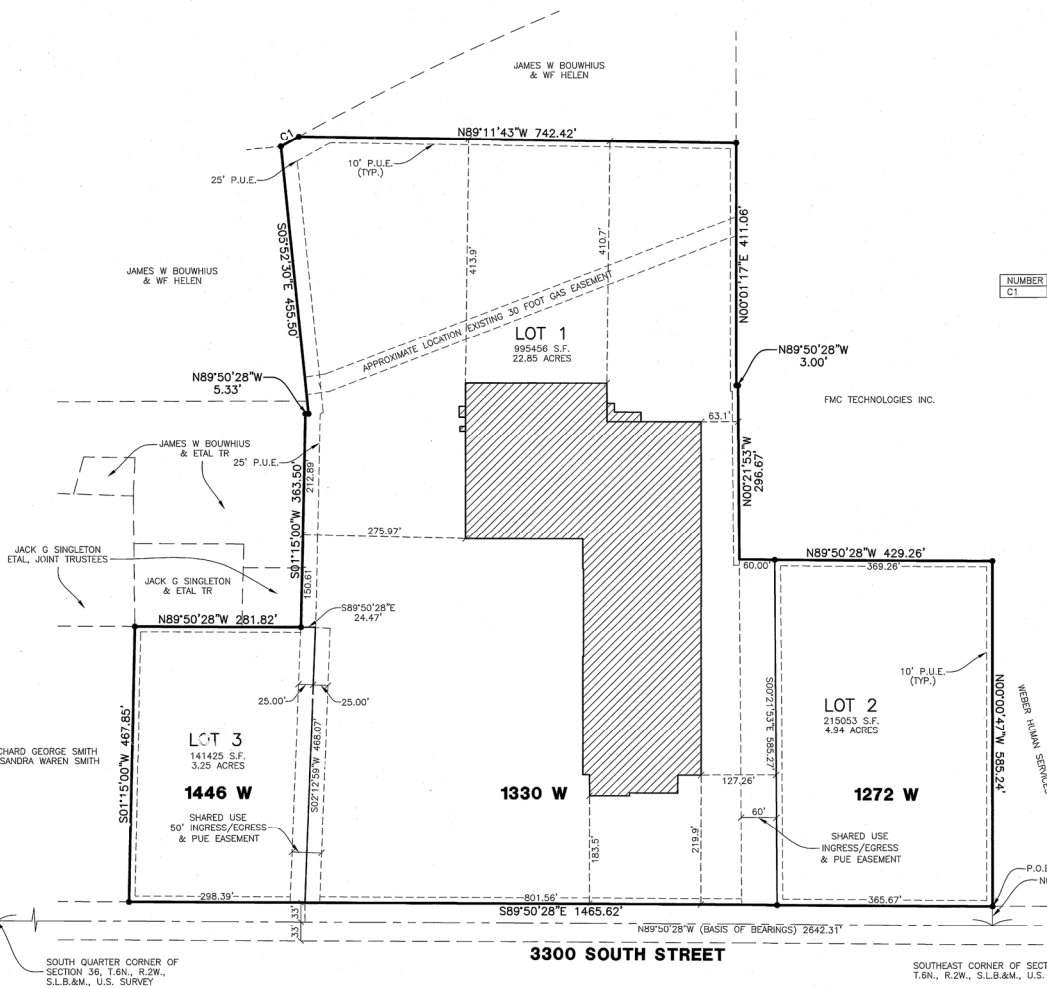 JAMES W BOUWHIUS
& WF HELEN
C1
N89°11'43"W 742.42'
25' P.U.E.
10' P.U.E.
(TYP.)
S05°52'30"E 455.50'
413.9'
410.7'
N00°01'17"E 411.06'
JAMES W BOUWHIUS
& WF HELEN
APPROXIMATE LOCATION EXISTING 30 FOOT GAS EASEMENT
NUMBER
C1
LOT 1
995456 S.F.
22.85 ACRES
N89°50'28"W
3.00'
N89°50'28"W
5.33'
FMC TECHNOLOGIES INC.
63.1'
JAMES W BOUWHIUS
& ETAL TR
25' P.U.E.
212.89'
S01°15'00"W 363.50'
N00°21'53"W
296.67'
275.97'
JACK G SINGLETON
ETAL, JOINT TRUSTEES
JACK G SINGLETON
& ETAL TR
150.61'
N89°50'28"W 429.26'
60.00'
369.26'
S89°50'28"E
24.47'
N89°50'28"W 281.82'
10' P.U.E.
(TYP.)
25.00'
25.00'
S01°15'00"W 467.85'
LOT 3
141425 S.F.
3.25 ACRES
S02°12'59"W 468.07'
S00°21'53"E 585.27'
LOT 2
215053 S.F.
4.94 ACRES
N00°00'47"W 585.24'
WEBER HUMAN SERVICES
CHARD GEORGE SMITH
SANDRA WAREN SMITH
1446 W
1330 W
1272 W
127.26'
SHARED USE
50' INGRESS/EGRESS
& PUE EASEMENT
183.5'
219.9'
60'
SHARED USE
INGRESS/EGRESS
& PUE EASEMENT
P.O.B
298.39'
801.56'
365.67'
S89°50'28"E 1465.62'
33'
33'
N89°50'28"W (BASIS OF BEARINGS) 2642.31'
3300 SOUTH STREET
SOUTH QUARTER CORNER OF
SECTION 36, T.6N., R.2W.,
S.L.B.&M., U.S. SURVEY
SOUTHEAST CORNER OF SECT
T.6N., R.2W., S.L.B.&M., U.S.